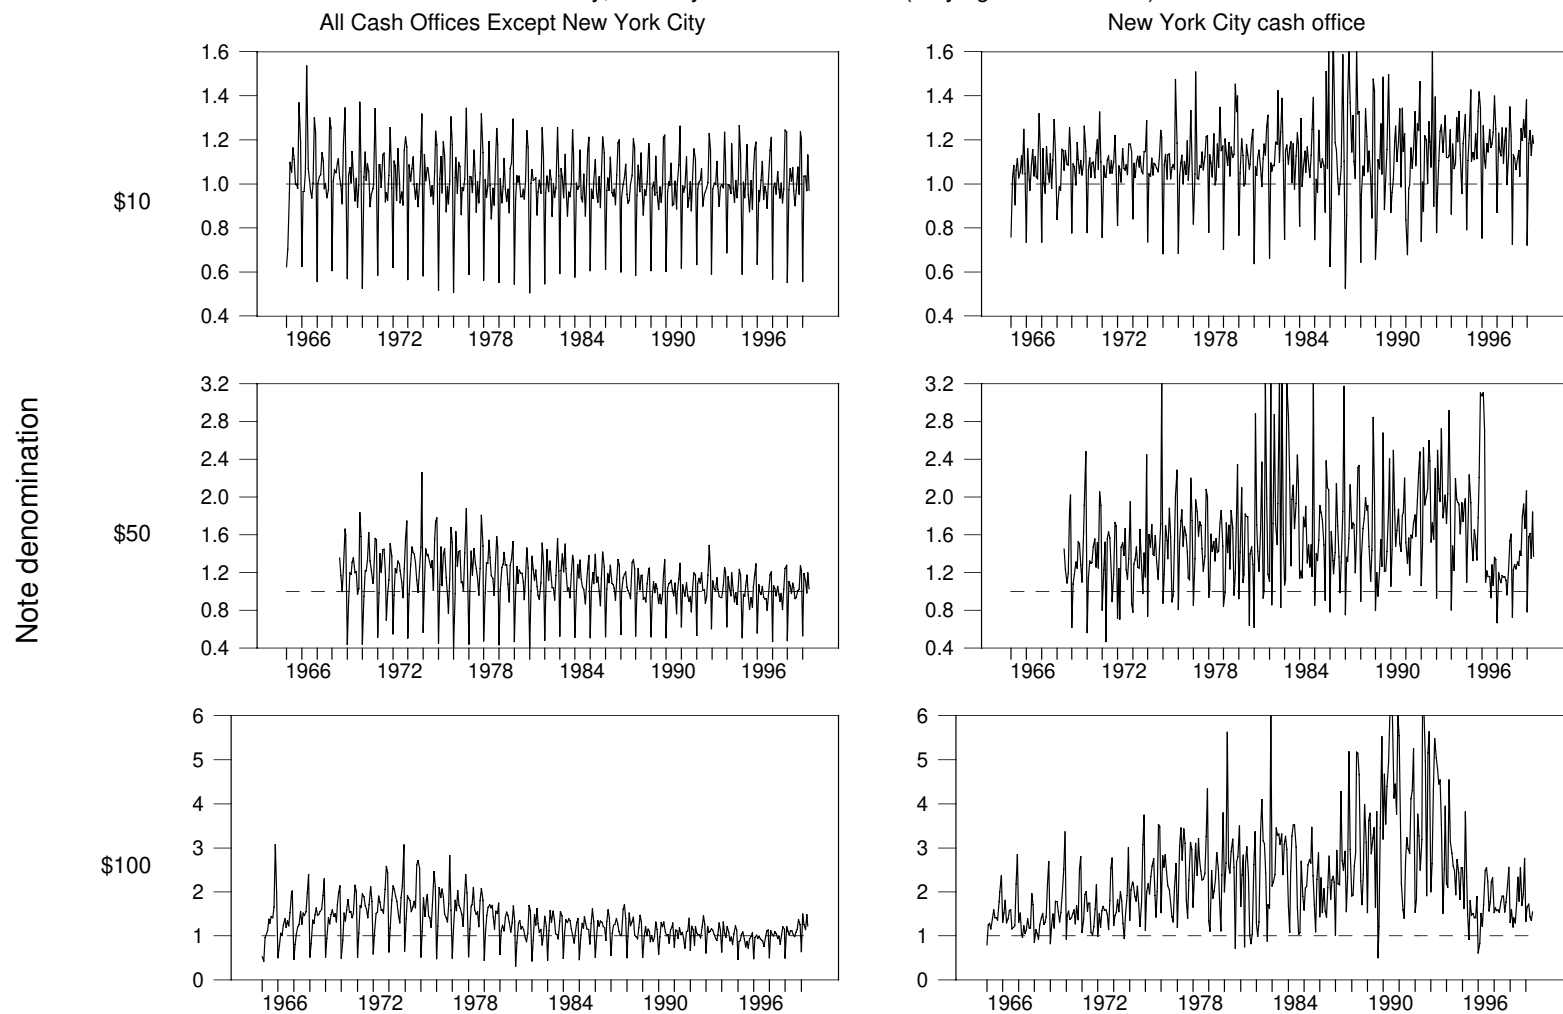 All Cash Offices Except New York City
New York City cash office
1.6 1.6
1.4 1.4
1.2 1.2
$10 1.0 1.0
0.8 0.8
0.6 0.6
0.4 0.4
1966 1972 1978 1984 1990 1996 1966 1972 1978 1984 1990 1996
Note denomination
3.2 3.2
2.8 2.8
2.4 2.4
2.0 2.0
$50 1.6 1.6
1.2 1.2
0.8 0.8
0.4 0.4
1966 1972 1978 1984 1990 1996 1966 1972 1978 1984 1990 1996
6 6
5 5
4 4
3 3
$100 2 2
1 1
0 0
1966 1972 1978 1984 1990 1996 1966 1972 1978 1984 1990 1996